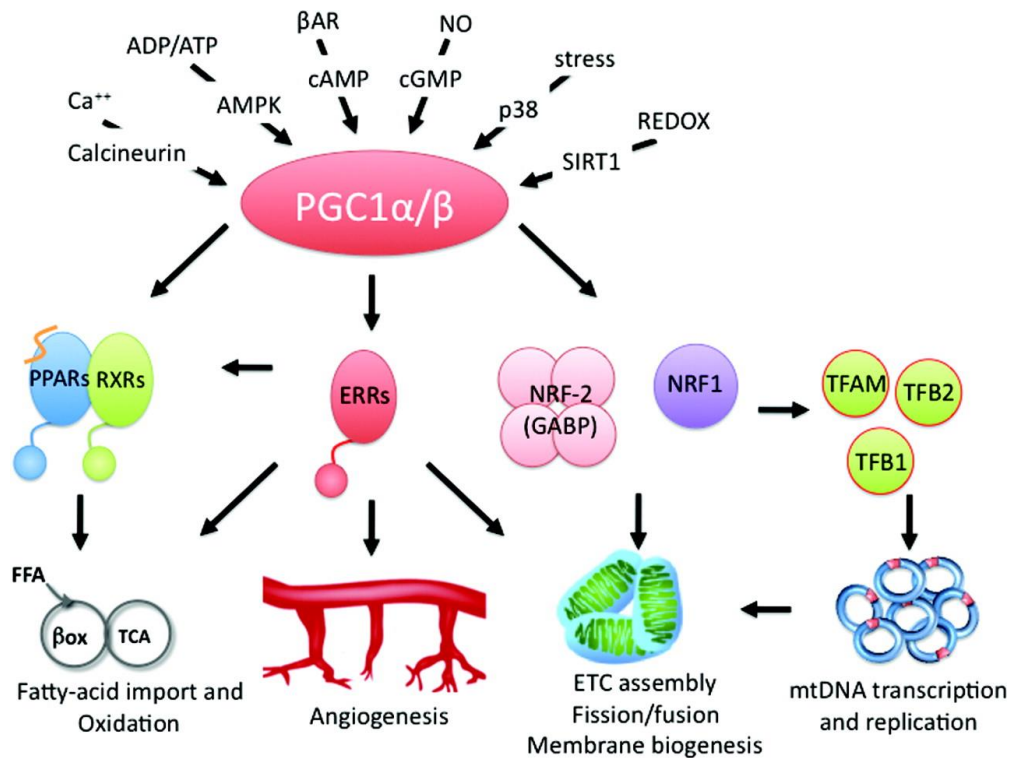 βAR
NO
ADP/ATP
stress
cAMP
cGMP
Ca⁺⁺
AMPK
p38
REDOX
Calcineurin
SIRT1
PGC1α/β
PPARs
RXRs
ERRs
NRF-2
(GABP)
NRF1
TFAM
TFB2
TFB1
FFA
βox
TCA
Fatty-acid import and
Oxidation
Angiogenesis
ETC assembly
Fission/fusion
Membrane biogenesis
mtDNA transcription
and replication